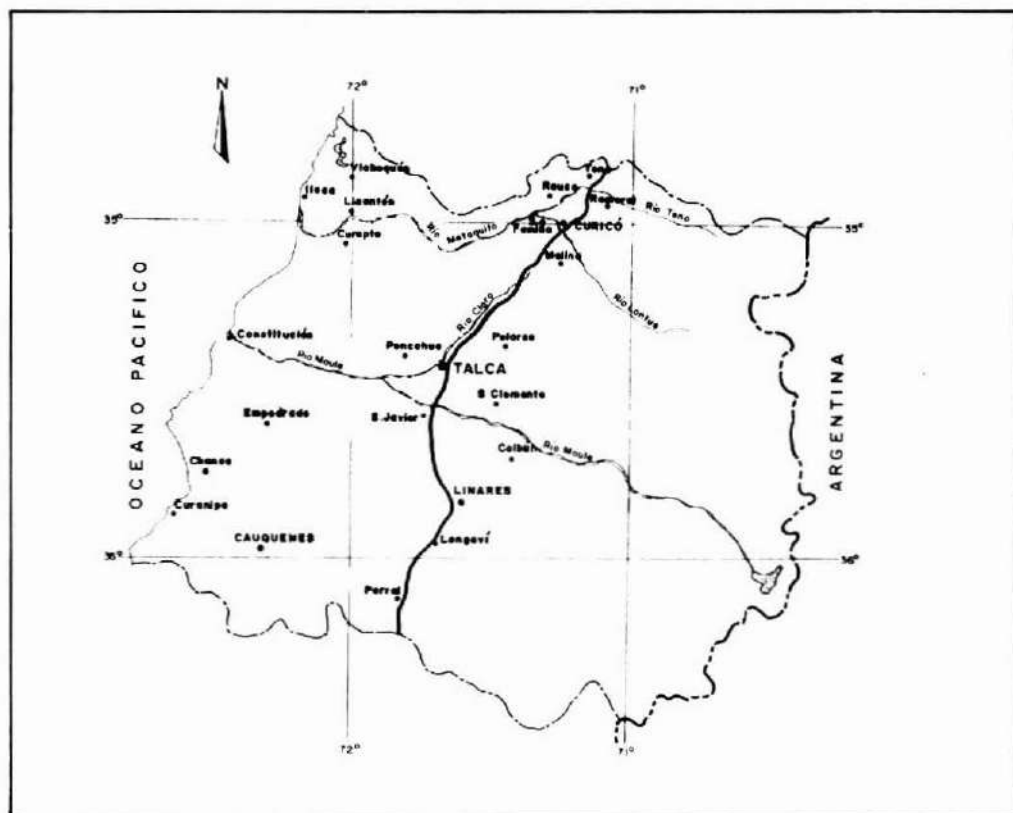 N
72°
71°
Vichuquén
Iloca
Licantén
Teno
Rauco
Romeral
Río Teno
35°
35°
Curepto
Río Mataquito
CURICÓ
Molina
Río Lontué
Río Claro
OCEANO PACIFICO
Constitución
Río Maule
Pencahue
Pelarco
TALCA
ARGENTINA
S Clemente
S. Javier
Empedrado
Colbún
Río Maule
Chanco
LINARES
Curanipe
CAUQUENES
Longaví
36°
36°
Parral
72°
71°